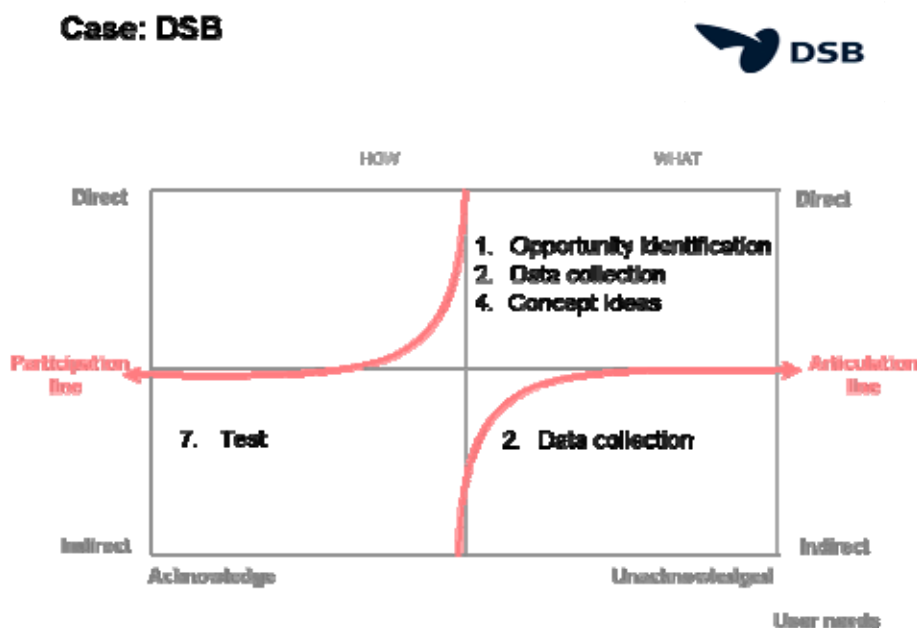 Case: DSB
DSB
HOW
WHAT
Direct
Direct
1. Opportunity identification
2. Data collection
4. Concept ideas
Participation
line
Articulation
line
7. Test
2. Data collection
Indirect
Indirect
Acknowledge
Unacknowledged
User needs